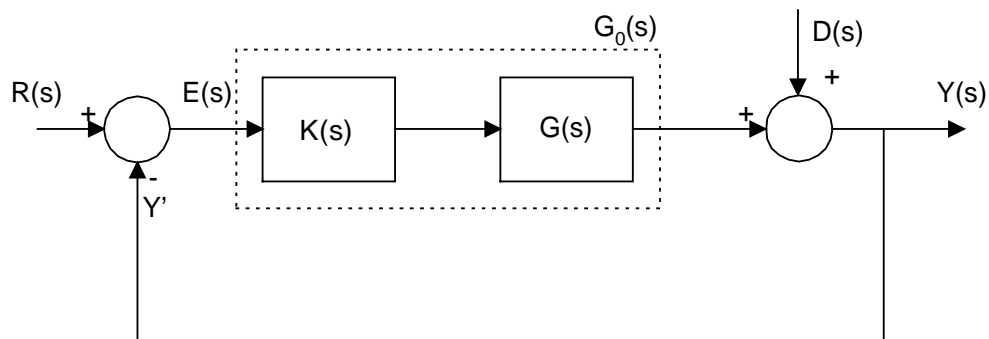 G₀(s)
D(s)
+
R(s)
+
E(s)
K(s)
G(s)
+
Y(s)
-
Y’